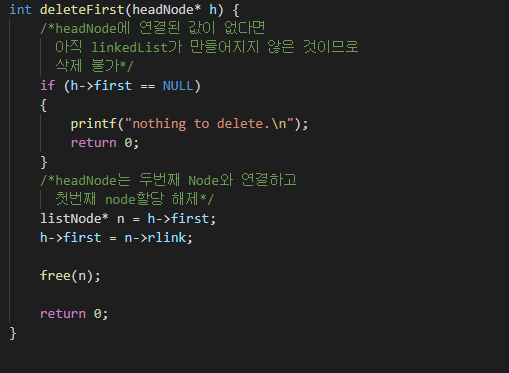 int deleteFirst(headNode* h) {
/*headNode에 연결된 값이 없다면
아직 linkedList가 만들어지지 않은 것이므로
삭제 불가*/
if (h->first == NULL)
{
printf("nothing to delete.\n");
return 0;
}
/*headNode는 두번째 Node와 연결하고
첫번째 node할당 해제*/
listNode* n = h->first;
h->first = n->rlink;
free(n);
return 0;
}